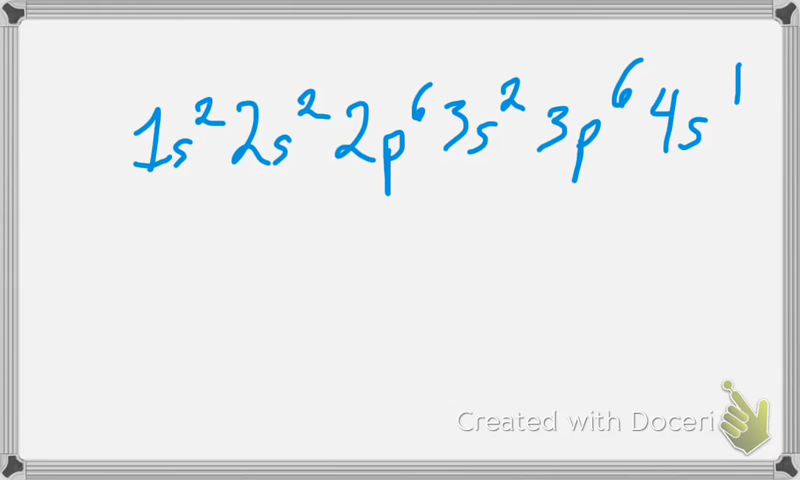 1s² 2s² 2p⁶ 3s² 3p⁶ 4s¹
Created with Doceri